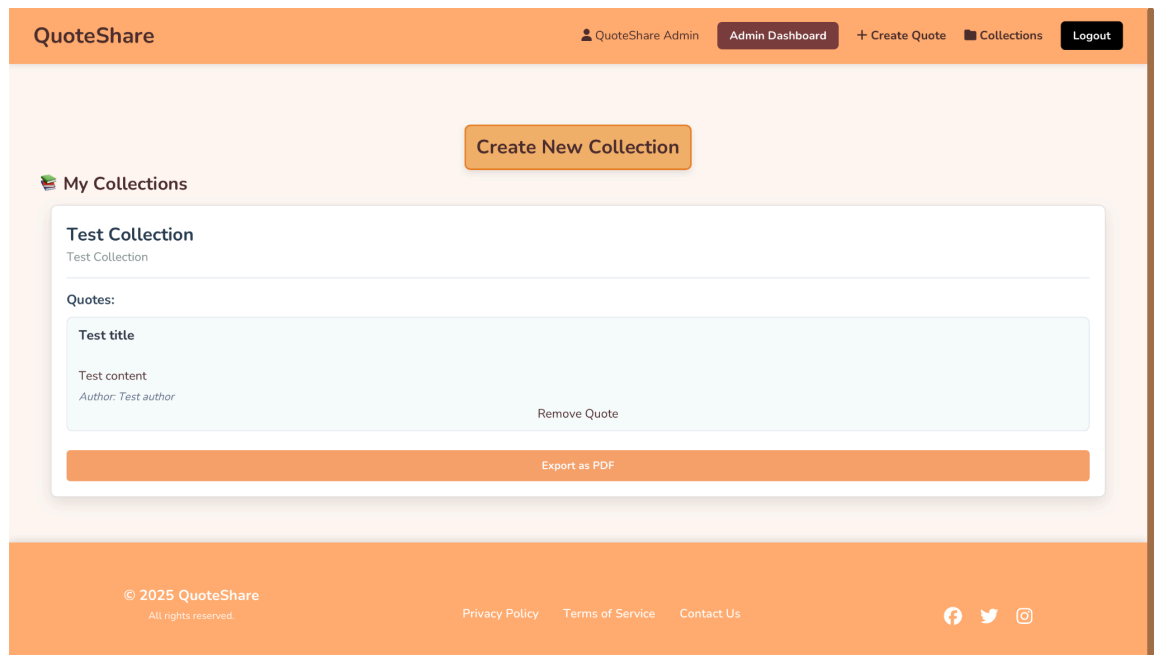 QuoteShare
QuoteShare Admin
Admin Dashboard
+ Create Quote
Collections
Logout
Create New Collection
My Collections
Test Collection
Test Collection
Quotes:
Test title
Test content
Author: Test author
Remove Quote
Export as PDF
© 2025 QuoteShare
All rights reserved.
Privacy Policy
Terms of Service
Contact Us